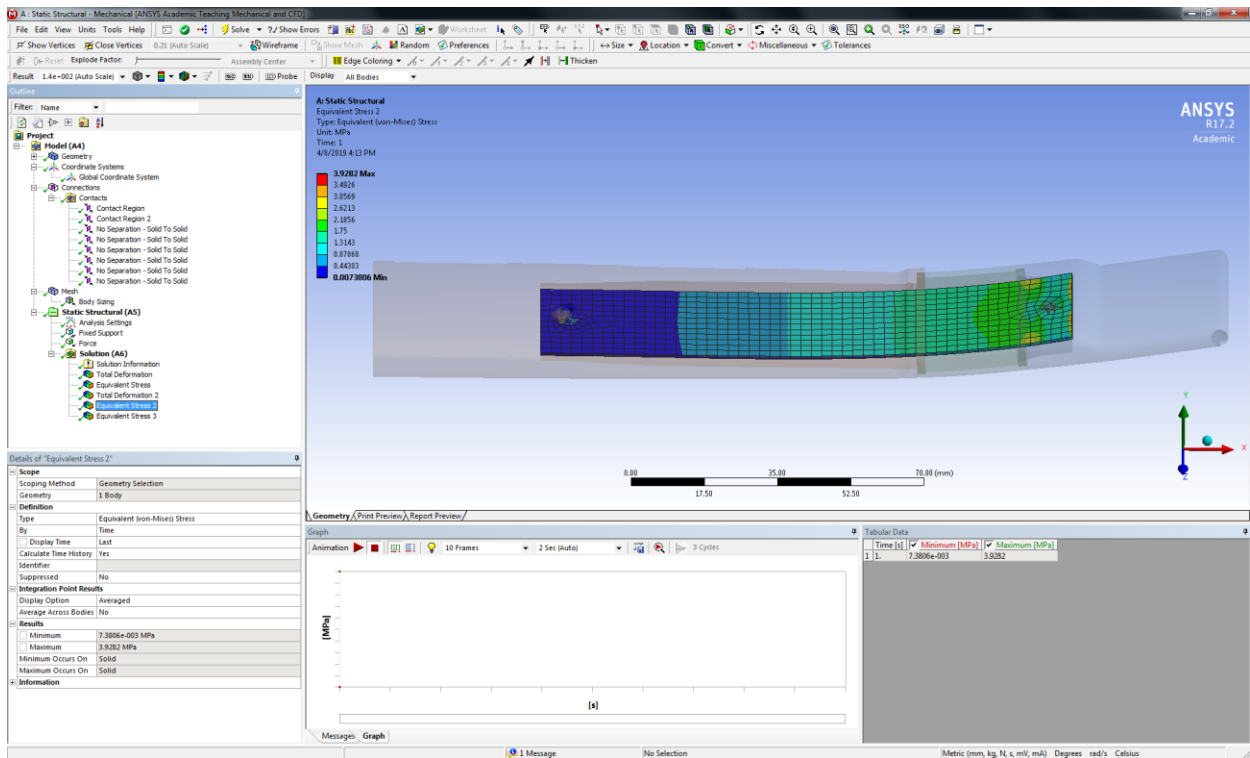 A : Static Structural - Mechanical [ANSYS Academic Teaching Mechanical and CFD]
File Edit View Units Tools Help Solve ?/ Show Errors Worksheet
Show Vertices Close Vertices 0.21 (Auto Scale) Wireframe Show Mesh Random Preferences Size Location Convert Miscellaneous Tolerances
Reset Explode Factor: Assembly Center Edge Coloring Thicken
Result 1.4e+002 (Auto Scale) Probe Display All Bodies
Outline
Filter: Name
Project
Model (A4)
Geometry
Coordinate Systems
Global Coordinate System
Connections
Contacts
Contact Region
Contact Region 2
No Separation - Solid To Solid
No Separation - Solid To Solid
No Separation - Solid To Solid
No Separation - Solid To Solid
No Separation - Solid To Solid
No Separation - Solid To Solid
Mesh
Body Sizing
Static Structural (A5)
Analysis Settings
Fixed Support
Force
Solution (A6)
Solution Information
Total Deformation
Equivalent Stress
Total Deformation 2
Equivalent Stress 2
Equivalent Stress 3
Details of "Equivalent Stress 2"
Scope
Scoping Method Geometry Selection
Geometry 1 Body
Definition
Type Equivalent (von-Mises) Stress
By Time
Display Time Last
Calculate Time History Yes
Identifier
Suppressed No
Integration Point Results
Display Option Averaged
Average Across Bodies No
Results
Minimum 7.3806e-003 MPa
Maximum 3.9282 MPa
Minimum Occurs On Solid
Maximum Occurs On Solid
Information
A: Static Structural
Equivalent Stress 2
Type: Equivalent (von-Mises) Stress
Unit: MPa
Time: 1
4/8/2019 4:13 PM
3.9282 Max
3.4926
3.0569
2.6213
2.1856
1.75
1.3143
0.87868
0.44303
0.0073806 Min
ANSYS
R17.2
Academic
Y
X
Z
0.00 35.00 70.00 (mm)
17.50 52.50
Geometry Print Preview Report Preview
Graph
Animation 10 Frames 2 Sec (Auto) 3 Cycles
[MPa]
[s]
Messages Graph
Tabular Data
Time [s] Minimum [MPa] Maximum [MPa]
1 1. 7.3806e-003 3.9282
1 Message No Selection Metric (mm, kg, N, s, mV, mA) Degrees rad/s Celsius